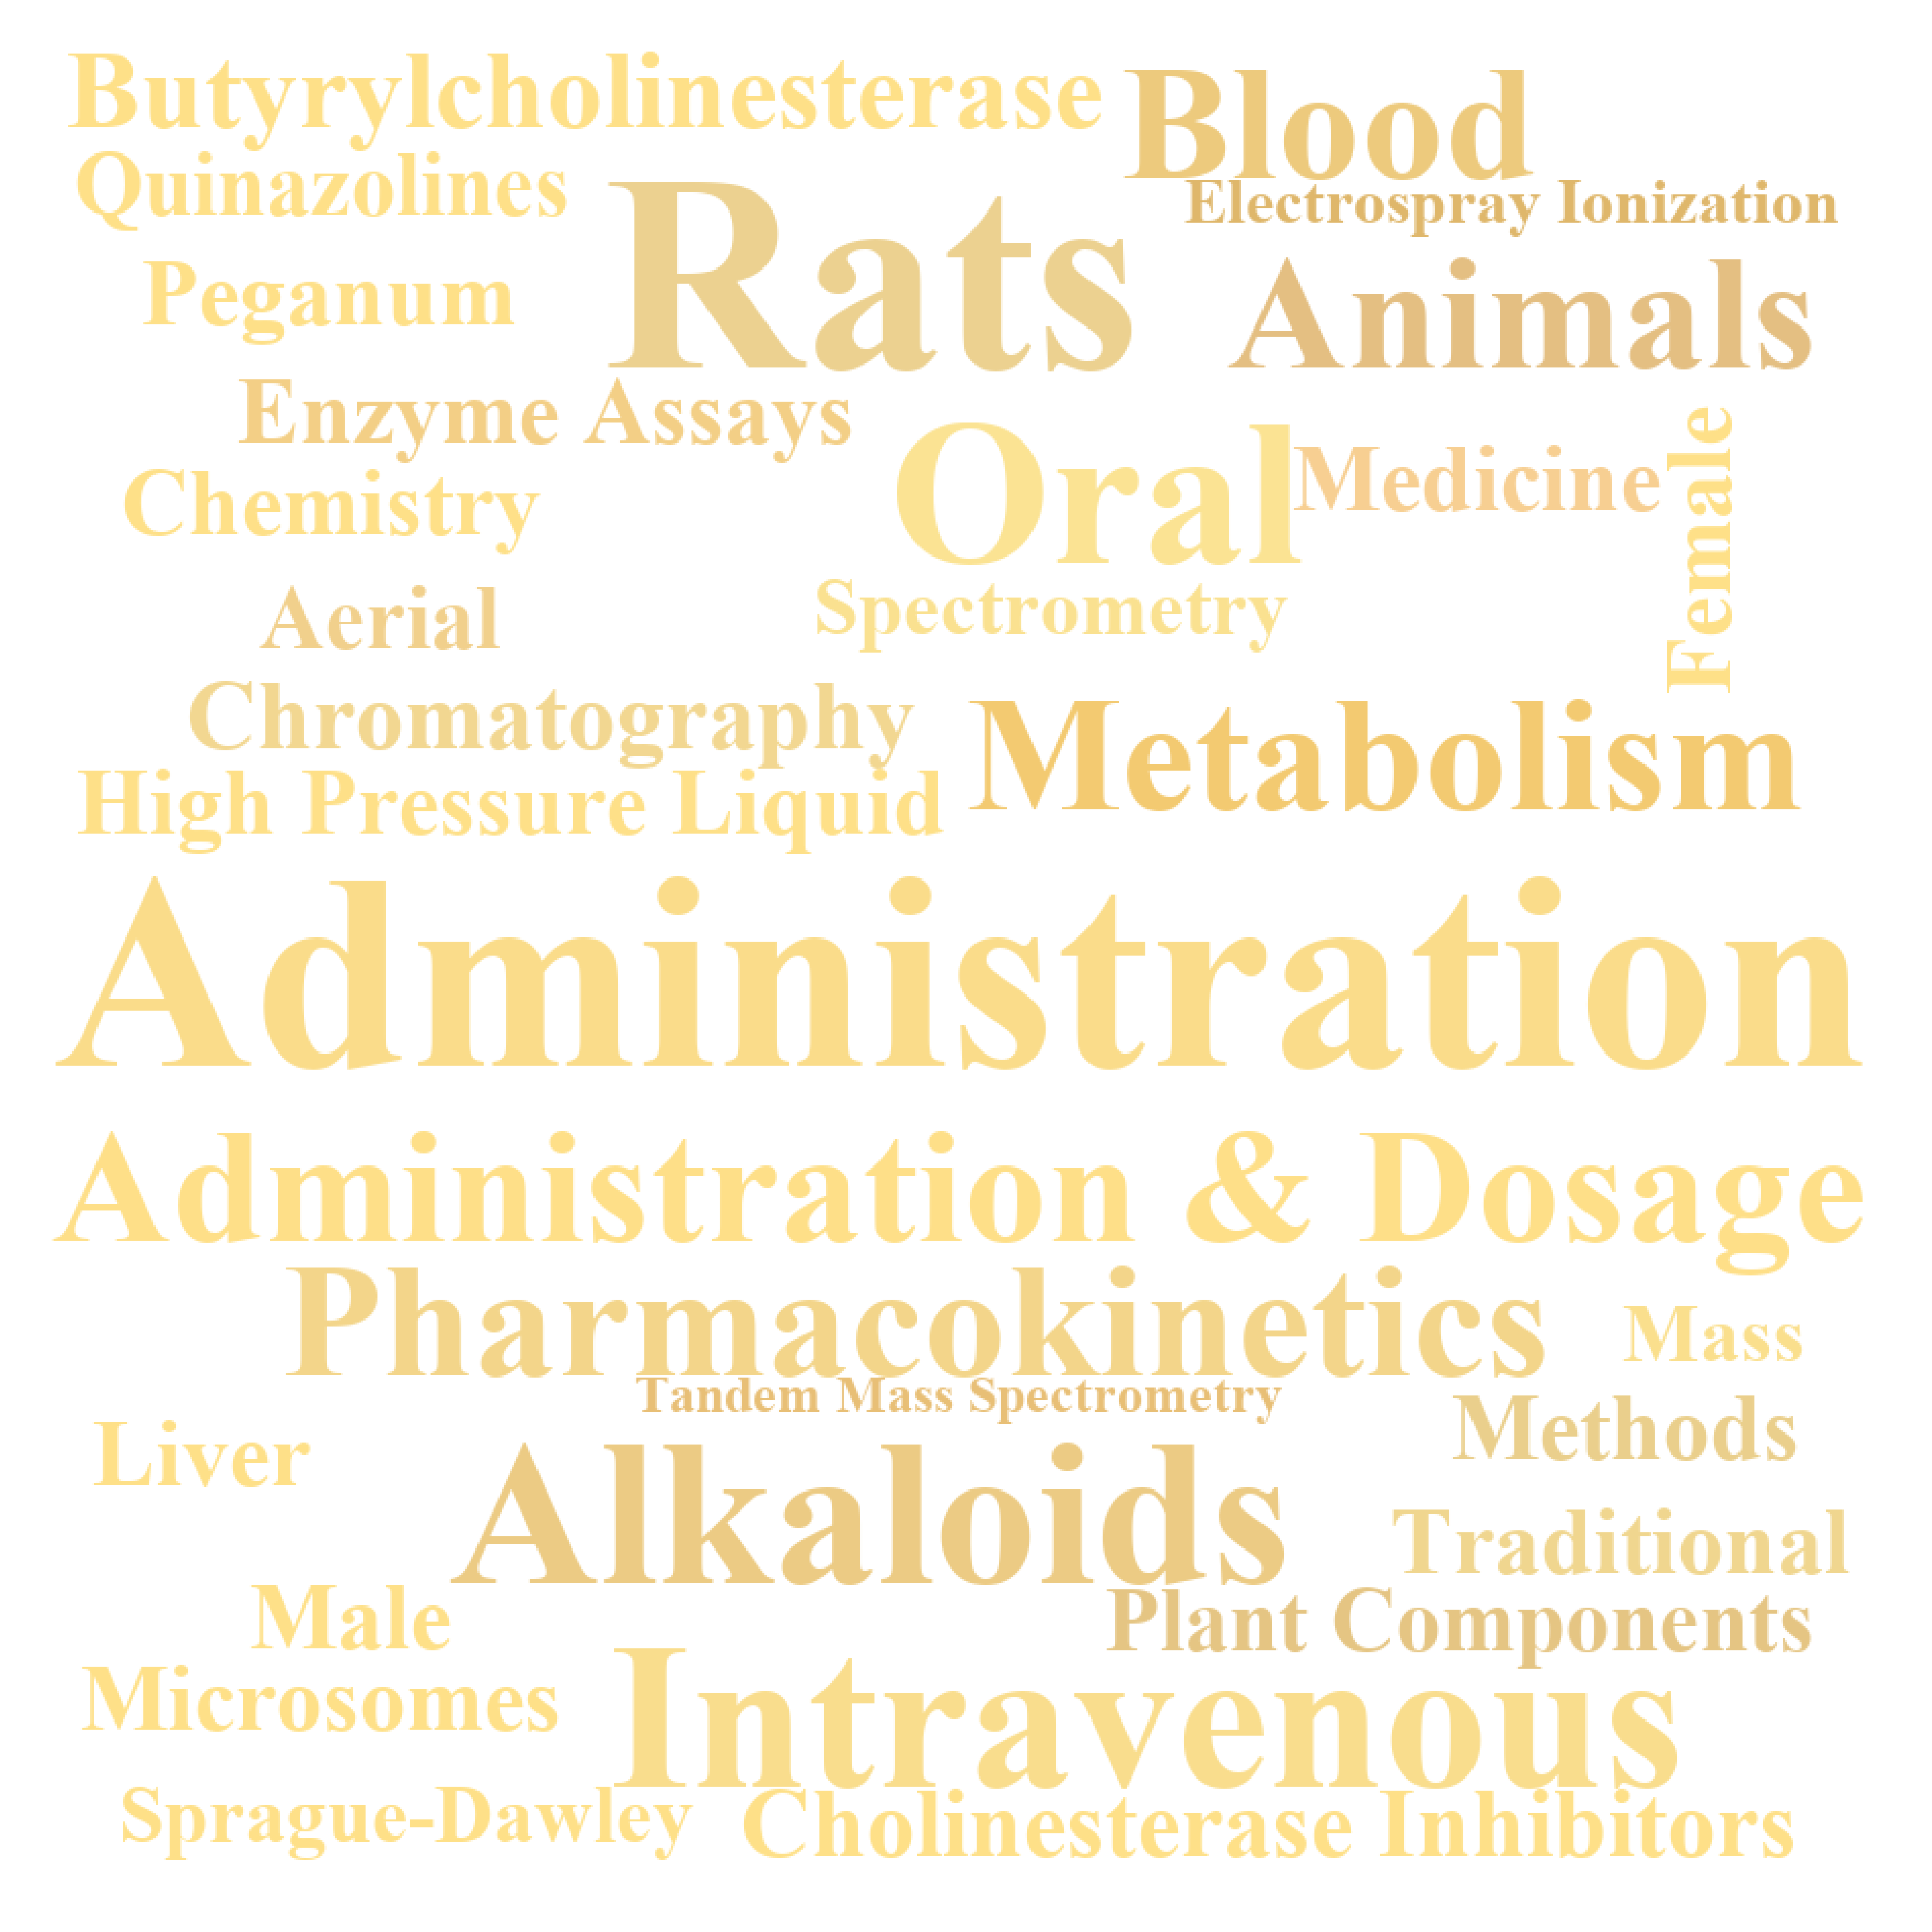 Butyrylcholinesterase
Blood
Quinazolines
Rats
Electrospray Ionization
Peganum
Animals
Enzyme Assays
Oral
Medicine
Female
Chemistry
Aerial
Spectrometry
Chromatography
Metabolism
High Pressure Liquid
Administration
Administration & Dosage
Pharmacokinetics
Mass
Tandem Mass Spectrometry
Methods
Liver
Alkaloids
Traditional
Male
Plant Components
Microsomes
Intravenous
Sprague-Dawley
Cholinesterase Inhibitors